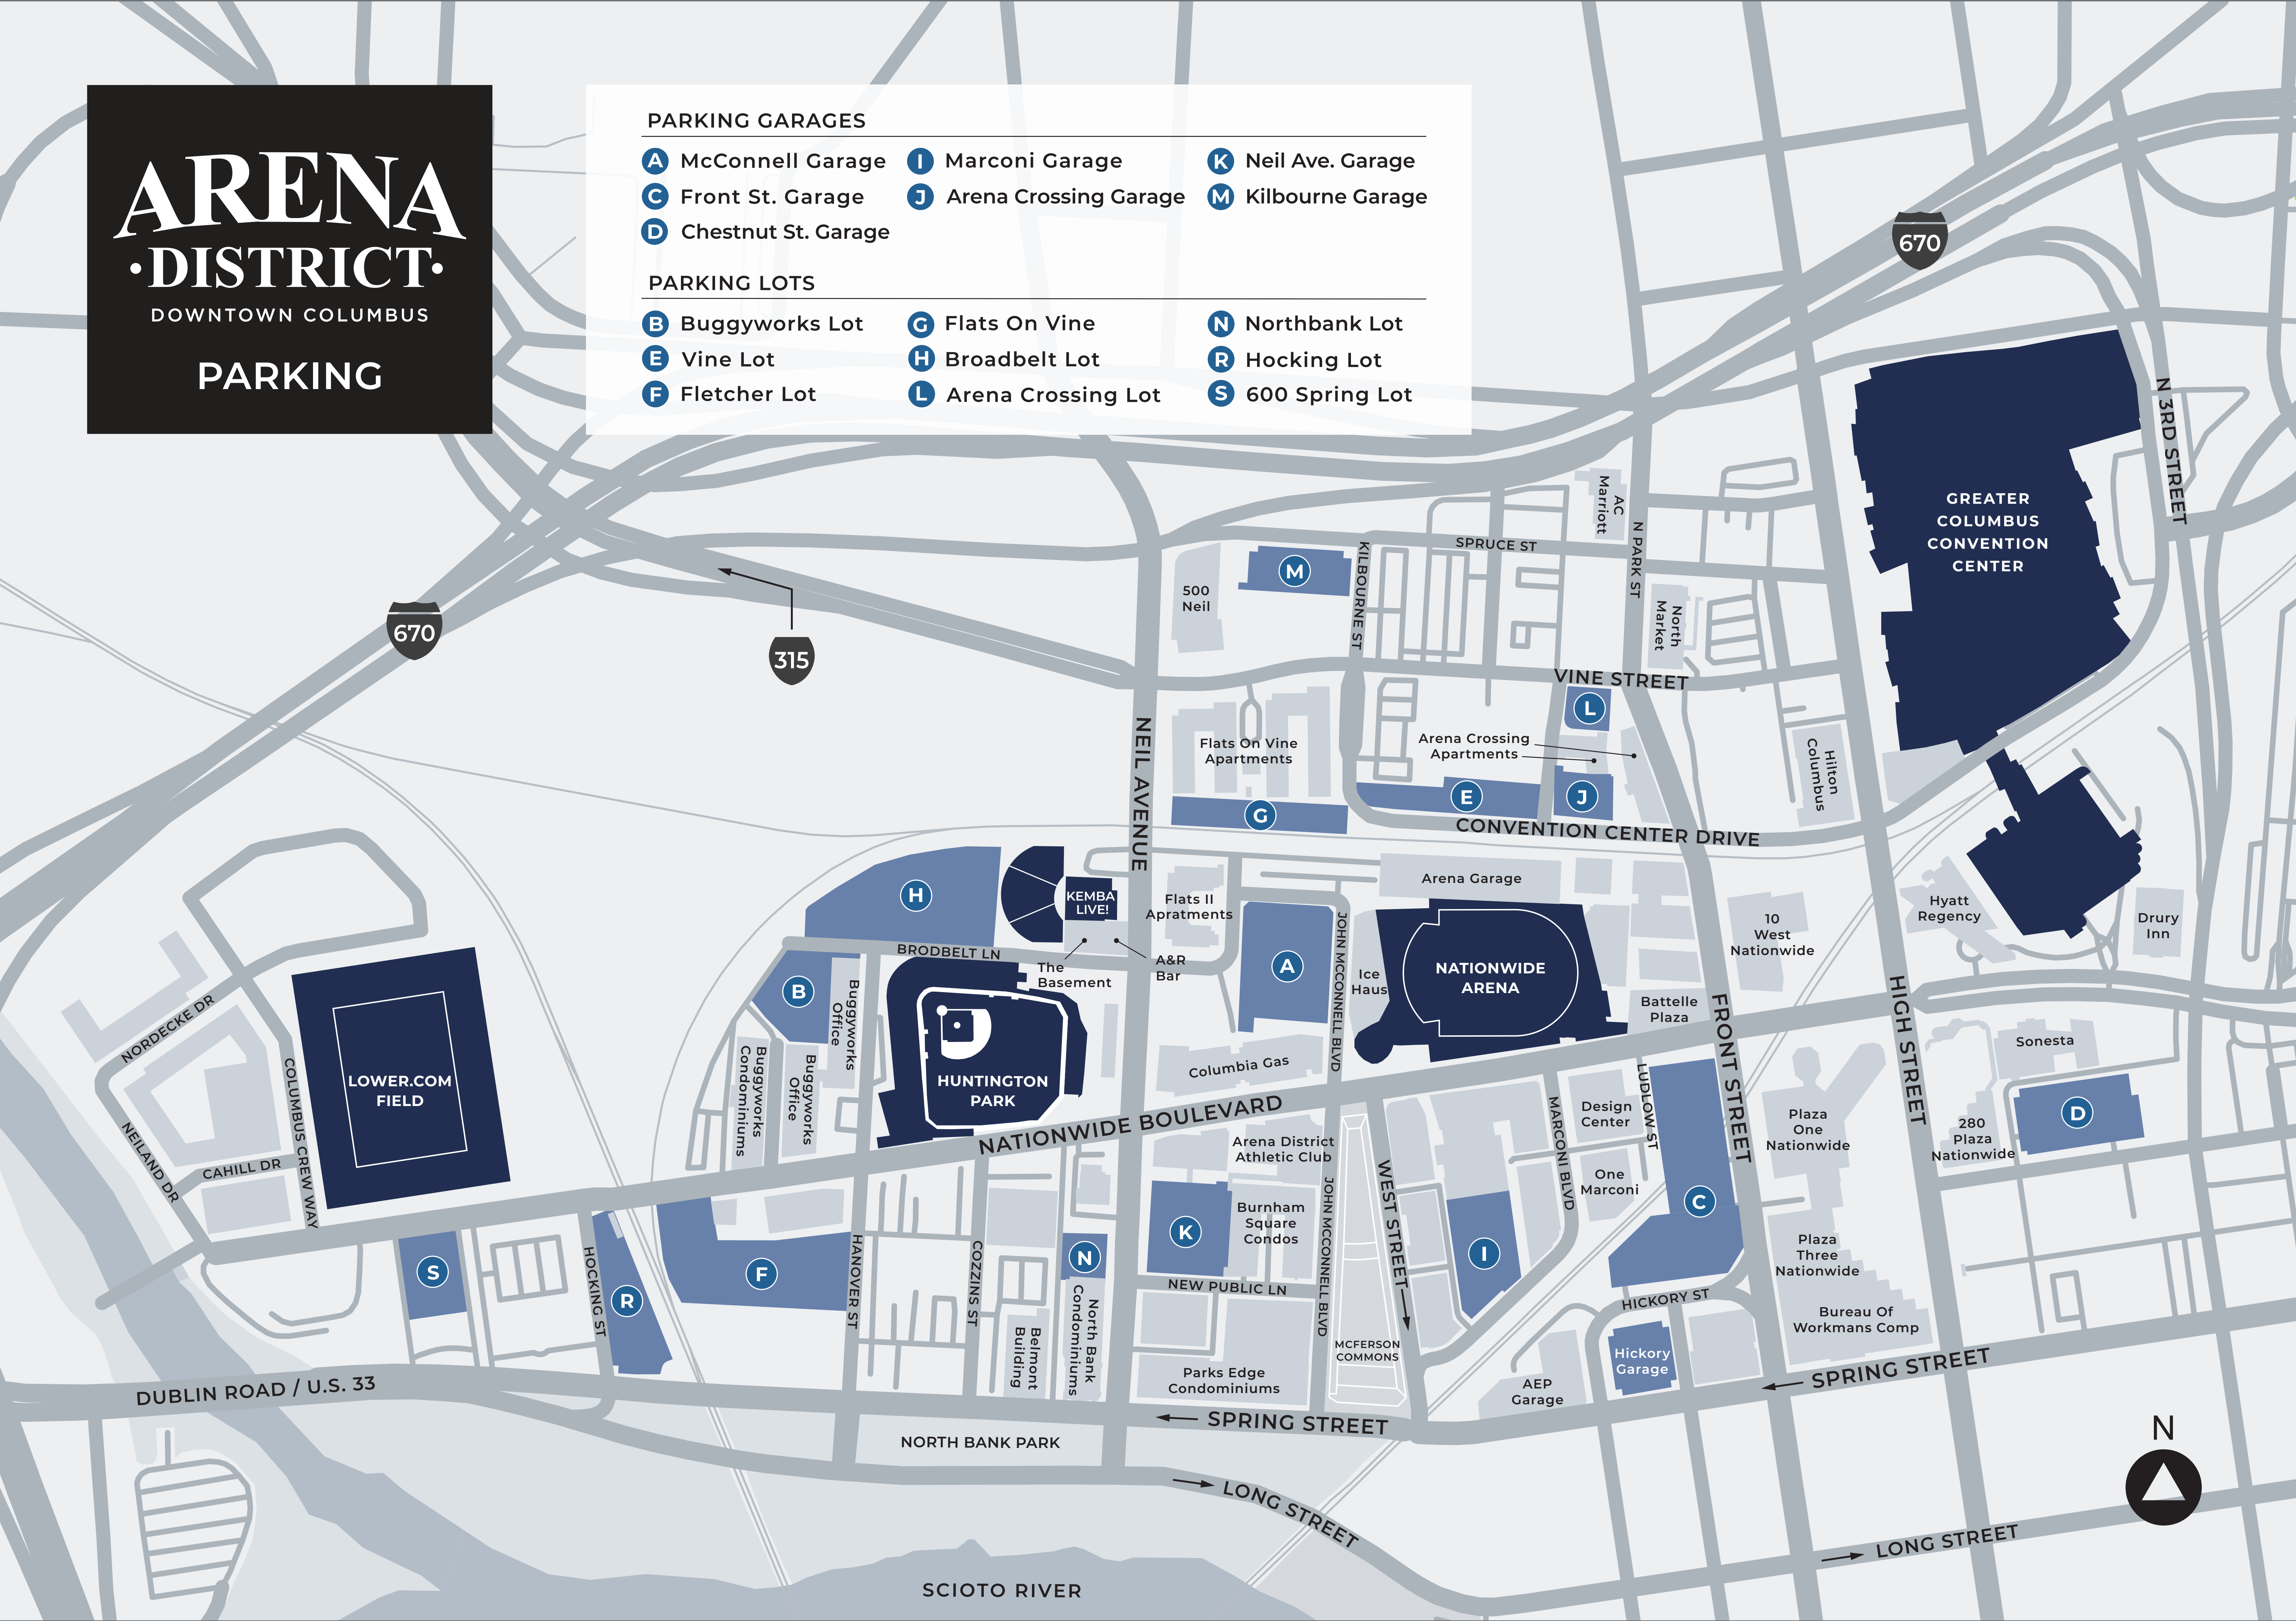 ARENA
•DISTRICT•
DOWNTOWN COLUMBUS
PARKING
PARKING GARAGES
A McConnell Garage
C Front St. Garage
D Chestnut St. Garage
I Marconi Garage
J Arena Crossing Garage
K Neil Ave. Garage
M Kilbourne Garage
PARKING LOTS
B Buggyworks Lot
E Vine Lot
F Fletcher Lot
G Flats On Vine
H Broadbelt Lot
L Arena Crossing Lot
N Northbank Lot
R Hocking Lot
S 600 Spring Lot
670
670
315
N 3RD STREET
GREATER
COLUMBUS
CONVENTION
CENTER
AC
Marriott
N PARK ST
SPRUCE ST
KILBOURNE ST
M
500
Neil
North
Market
VINE STREET
L
Arena Crossing
Apartments
Flats On Vine
Apartments
NEIL AVENUE
G
E
J
CONVENTION CENTER DRIVE
Hilton
Columbus
H
KEMBA
LIVE!
BRODBELT LN
The
Basement
A&R
Bar
Flats II
Apratments
A
JOHN MCCONNELL BLVD
Ice
Haus
Arena Garage
NATIONWIDE
ARENA
Battelle
Plaza
10
West
Nationwide
Hyatt
Regency
Drury
Inn
HIGH STREET
FRONT STREET
B
Buggyworks
Office
Buggyworks
Office
Buggyworks
Condominiums
HUNTINGTON
PARK
NORDECKE DR
NEILAND DR
CAHILL DR
COLUMBUS CREW WAY
LOWER.COM
FIELD
NATIONWIDE BOULEVARD
Columbia Gas
Arena District
Athletic Club
Burnham
Square
Condos
K
NEW PUBLIC LN
JOHN MCCONNELL BLVD
WEST STREET
MCFERSON
COMMONS
Parks Edge
Condominiums
MARCONI BLVD
Design
Center
One
Marconi
LUDLOW ST
C
I
Plaza
One
Nationwide
Sonesta
280
Plaza
Nationwide
D
Plaza
Three
Nationwide
Bureau Of
Workmans Comp
HICKORY ST
Hickory
Garage
AEP
Garage
S
HOCKING ST
R
F
HANOVER ST
COZZINS ST
N
North Bank
Condominiums
Belmont
Building
DUBLIN ROAD / U.S. 33
SPRING STREET
SPRING STREET
NORTH BANK PARK
LONG STREET
LONG STREET
SCIOTO RIVER
N